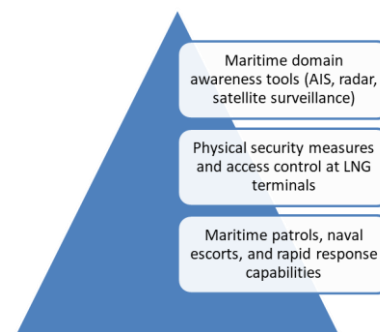 Maritime domain
awareness tools (AIS, radar,
satellite surveillance)
Physical security measures
and access control at LNG
terminals
Maritime patrols, naval
escorts, and rapid response
capabilities